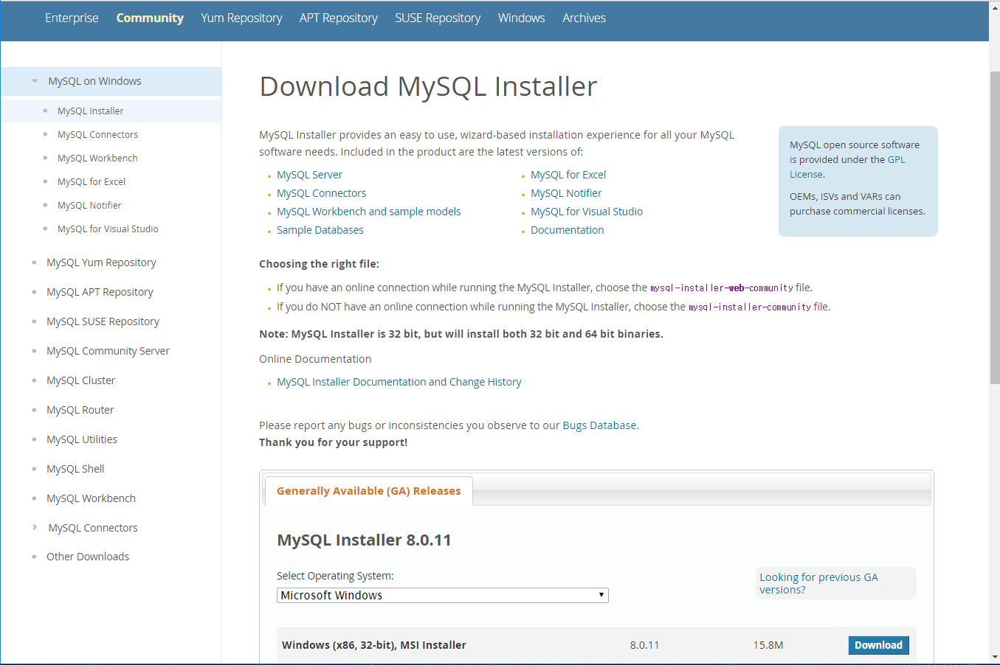 Enterprise Community Yum Repository APT Repository SUSE Repository Windows Archives
MySQL on Windows
MySQL Installer
MySQL Connectors
MySQL Workbench
MySQL for Excel
MySQL Notifier
MySQL for Visual Studio
MySQL Yum Repository
MySQL APT Repository
MySQL SUSE Repository
MySQL Community Server
MySQL Cluster
MySQL Router
MySQL Utilities
MySQL Shell
MySQL Workbench
MySQL Connectors
Other Downloads
Download MySQL Installer
MySQL Installer provides an easy to use, wizard-based installation experience for all your MySQL
software needs. Included in the product are the latest versions of:
MySQL Server
MySQL Connectors
MySQL Workbench and sample models
Sample Databases
MySQL for Excel
MySQL Notifier
MySQL for Visual Studio
Documentation
MySQL open source software
is provided under the GPL
License.
OEMs, ISVs and VARs can
purchase commercial licenses.
Choosing the right file:
If you have an online connection while running the MySQL Installer, choose the mysql-installer-web-community file.
If you do NOT have an online connection while running the MySQL Installer, choose the mysql-installer-community file.
Note: MySQL Installer is 32 bit, but will install both 32 bit and 64 bit binaries.
Online Documentation
MySQL Installer Documentation and Change History
Please report any bugs or inconsistencies you observe to our Bugs Database.
Thank you for your support!
Generally Available (GA) Releases
MySQL Installer 8.0.11
Select Operating System:
Microsoft Windows
Looking for previous GA
versions?
Windows (x86, 32-bit), MSI Installer 8.0.11 15.8M Download